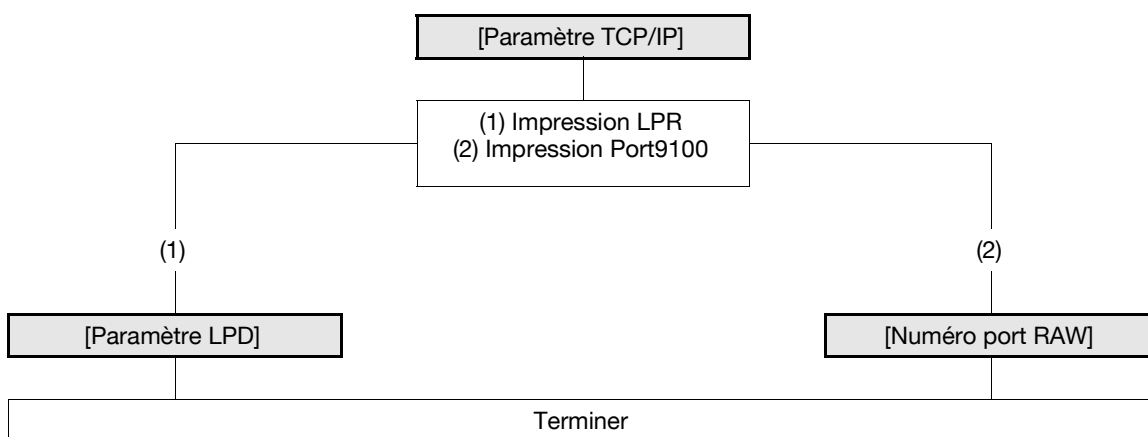 [Paramètre TCP/IP]
(1) Impression LPR
(2) Impression Port9100
(1)
(2)
[Paramètre LPD]
[Numéro port RAW]
Terminer